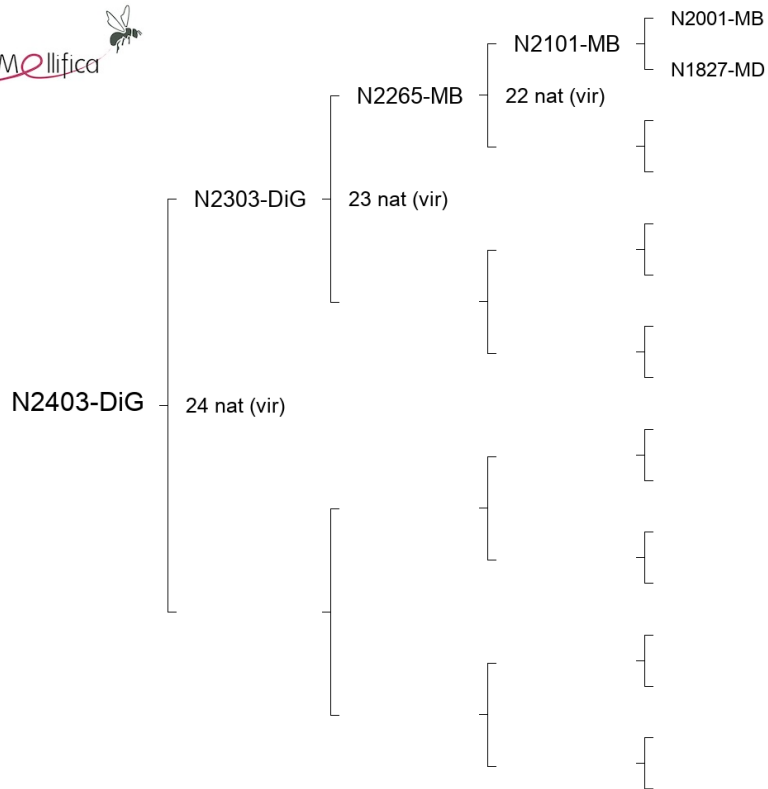 Mellifica
N2001-MB
N2101-MB
N1827-MD
N2265-MB
22 nat (vir)
N2303-DiG
23 nat (vir)
N2403-DiG
24 nat (vir)